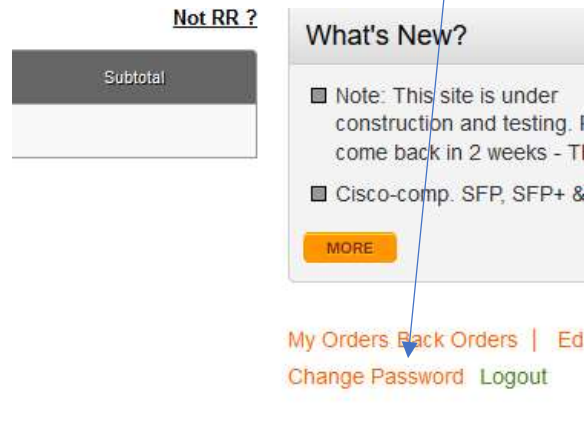 Not RR ?
Subtotal
What's New?
Note: This site is under
construction and testing.
come back in 2 weeks -
Cisco-comp. SFP, SFP+ &
MORE
My Orders Back Orders |
Change Password Logout